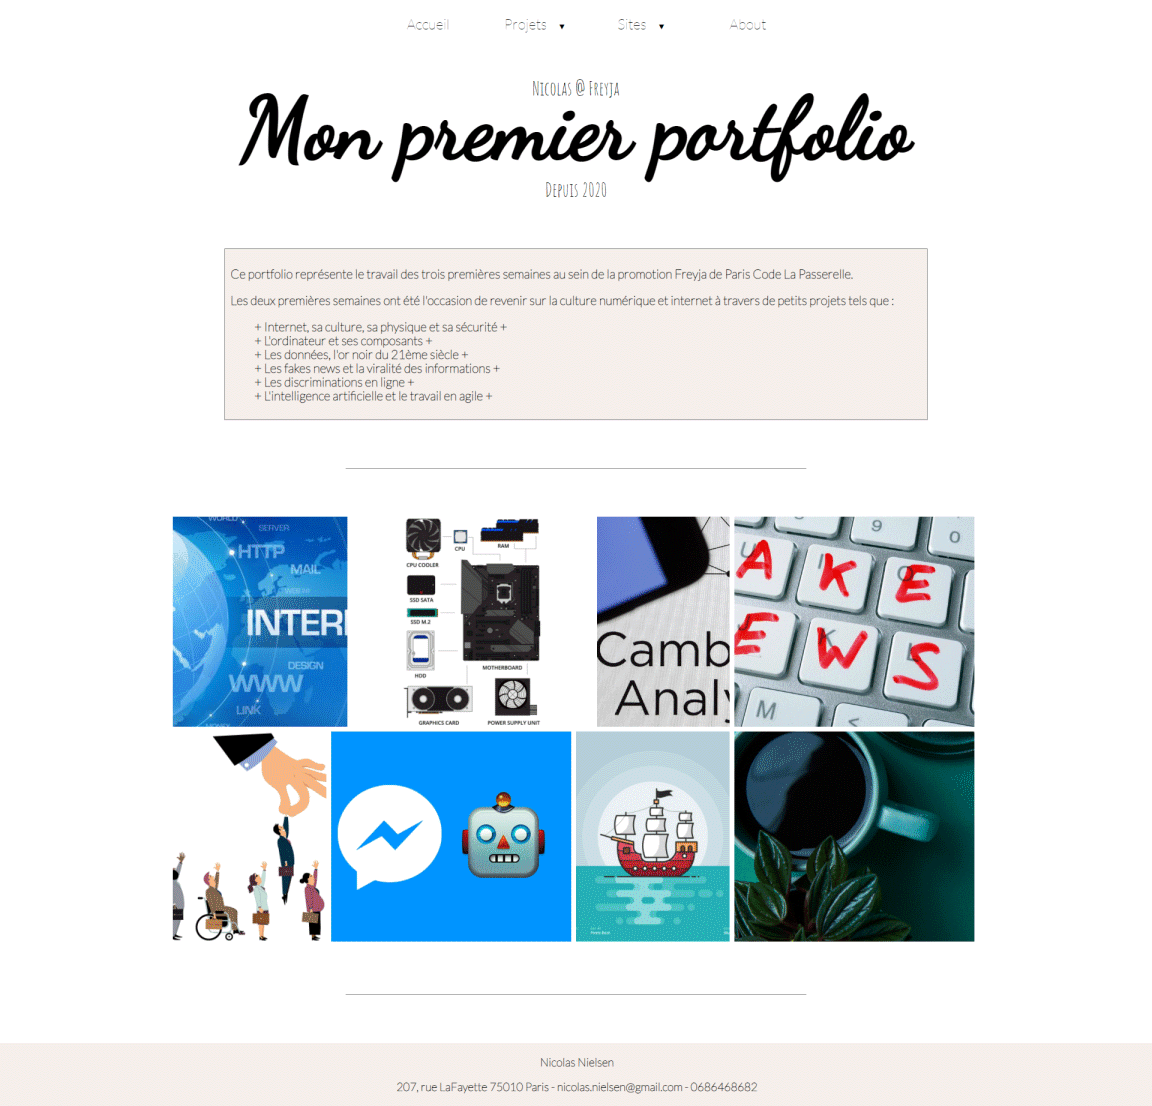 Accueil Projets ▼ Sites ▼ About
Nicolas @ Freyja
Mon premier portfolio
Depuis 2020
Ce portfolio représente le travail des trois premières semaines au sein de la promotion Freyja de Paris Code La Passerelle.
Les deux premières semaines ont été l'occasion de revenir sur la culture numérique et internet à travers de petits projets tels que :
+ Internet, sa culture, sa physique et sa sécurité +
+ L'ordinateur et ses composants +
+ Les données, l'or noir du 21ème siècle +
+ Les fakes news et la viralité des informations +
+ Les discriminations en ligne +
+ L'intelligence artificielle et le travail en agile +
WORLD
SERVER
HTTP
MAIL
INTER
DESIGN
WWW
LINK
CPU COOLER
CPU
RAM
SSD SATA
SSD M.2
HDD
MOTHERBOARD
GRAPHICS CARD
POWER SUPPLY UNIT
Camb
Analy
9 0
U I O
AKE
EWS
K L
M <
Nicolas Nielsen
207, rue LaFayette 75010 Paris - nicolas.nielsen@gmail.com - 0686468682